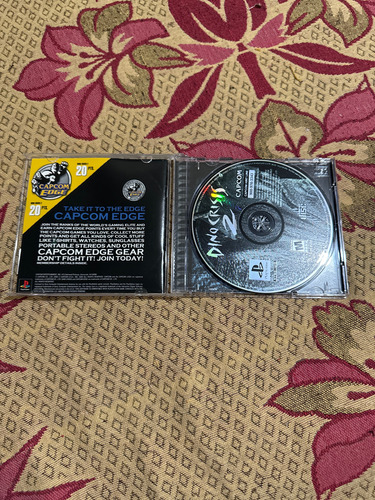 CAPCOM
EDGE
20 PTS.
20 PTS.
TAKE IT TO THE EDGE
CAPCOM EDGE
JOIN THE RANKS OF THE WORLD'S GAMING ELITE AND
EARN CAPCOM EDGE POINTS EVERY TIME YOU BUY
THE CAPCOM GAMES YOU LOVE. COLLECT MORE
POINTS AND GET ALL KINDS OF COOL STUFF
LIKE T-SHIRTS, WATCHES, SUNGLASSES
PORTABLE STEREOS AND OTHER
CAPCOM EDGE GEAR
DON'T FIGHT IT! JOIN TODAY!
MEMBERSHIP DETAILS INSIDE
DINO CRISIS
2
CAPCOM